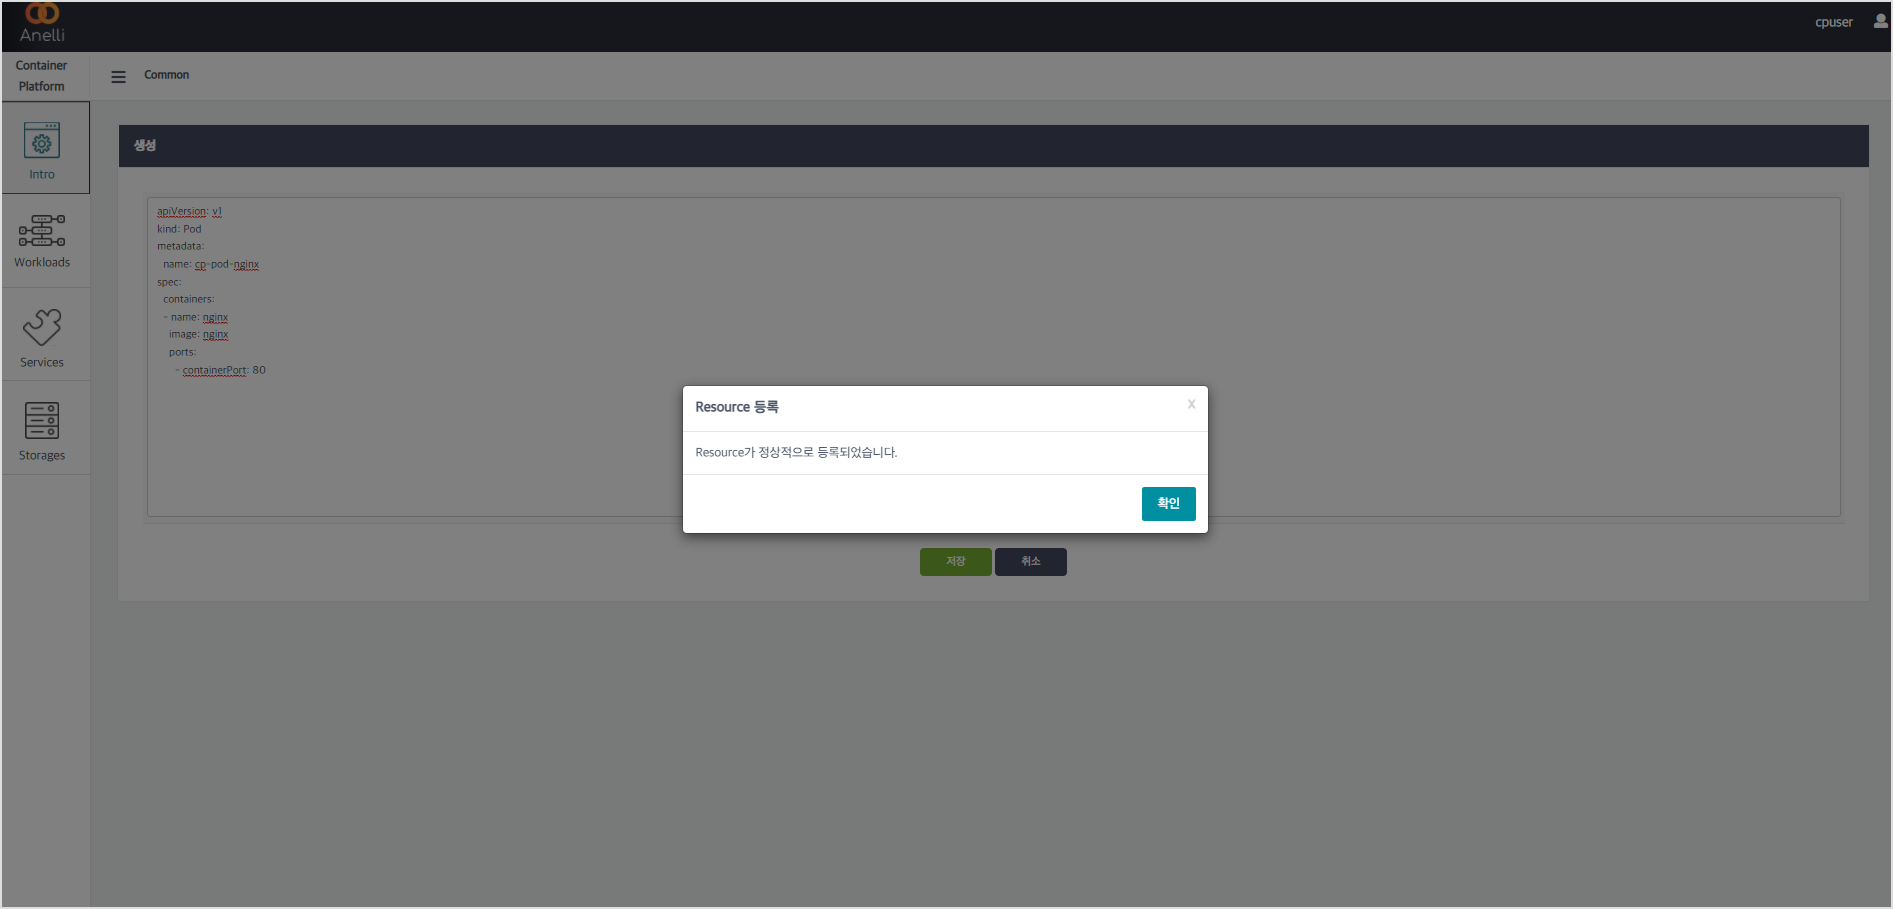 Anelli
cpuser
Container
Platform
Common
생성
Intro
Workloads
Services
Storages
apiVersion: v1
kind: Pod
metadata:
  name: cp-pod-nginx
spec:
  containers:
  - name: nginx
    image: nginx
    ports:
      - containerPort: 80
Resource 등록
x
Resource가 정상적으로 등록되었습니다.
확인
저장
취소